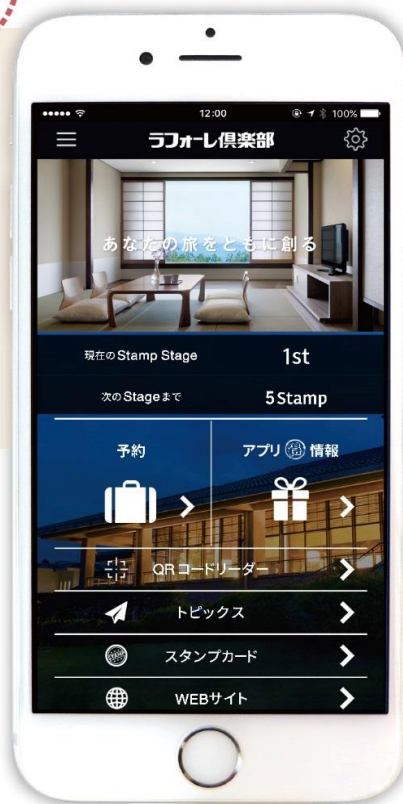 12:00
100%
ラフォーレ倶楽部
あなたの旅をともに創る
現在のStamp Stage
1st
次のStageまで
5Stamp
予約
アプリ 得 情報
QRコードリーダー
トピックス
STAMP
スタンプカード
WEBサイト